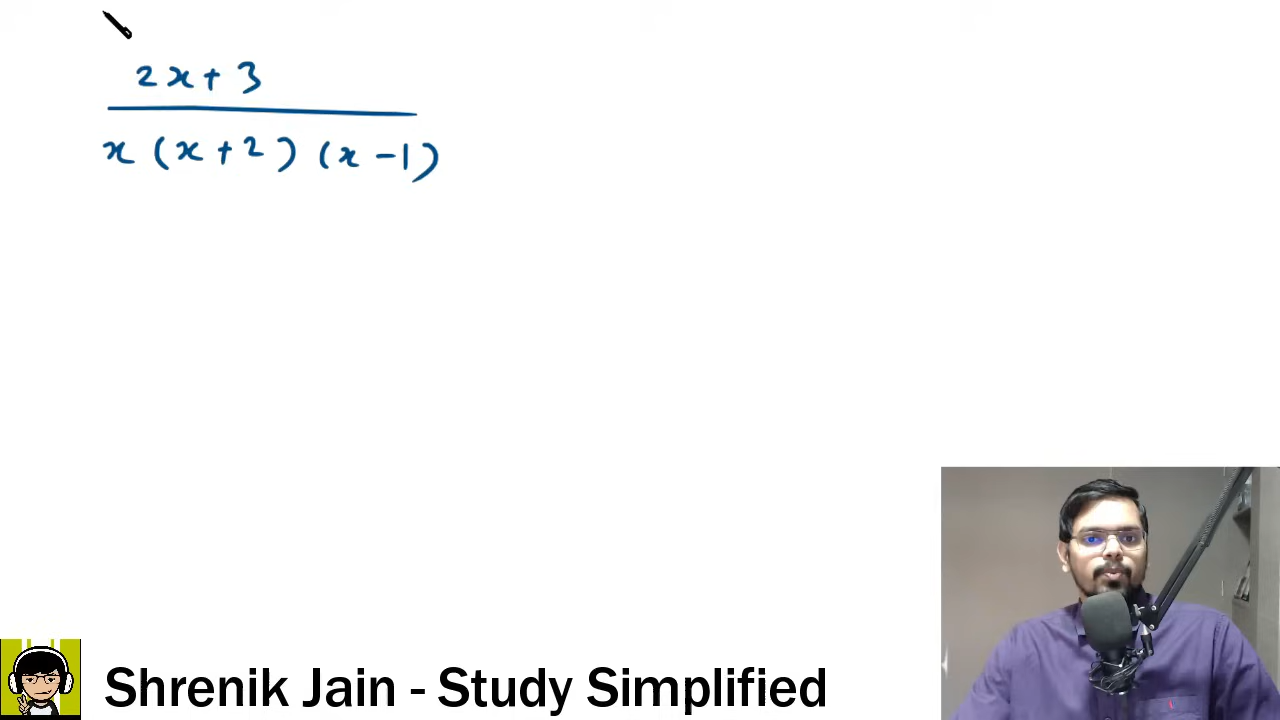 2x + 3
x (x + 2) (x - 1)
Shrenik Jain - Study Simplified